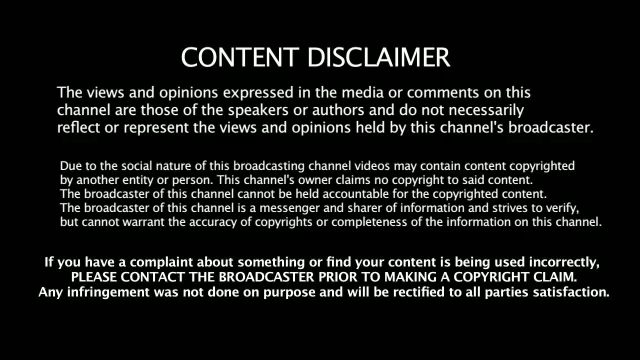 CONTENT DISCLAIMER
The views and opinions expressed in the media or comments on this
channel are those of the speakers or authors and do not necessarily
reflect or represent the views and opinions held by this channel's broadcaster.
Due to the social nature of this broadcasting channel videos may contain content copyrighted
by another entity or person. This channel's owner claims no copyright to said content.
The broadcaster of this channel cannot be held accountable for the copyrighted content.
The broadcaster of this channel is a messenger and sharer of information and strives to verify,
but cannot warrant the accuracy of copyrights or completeness of the information on this channel.
If you have a complaint about something or find your content is being used incorrectly,
PLEASE CONTACT THE BROADCASTER PRIOR TO MAKING A COPYRIGHT CLAIM.
Any infringement was not done on purpose and will be rectified to all parties satisfaction.